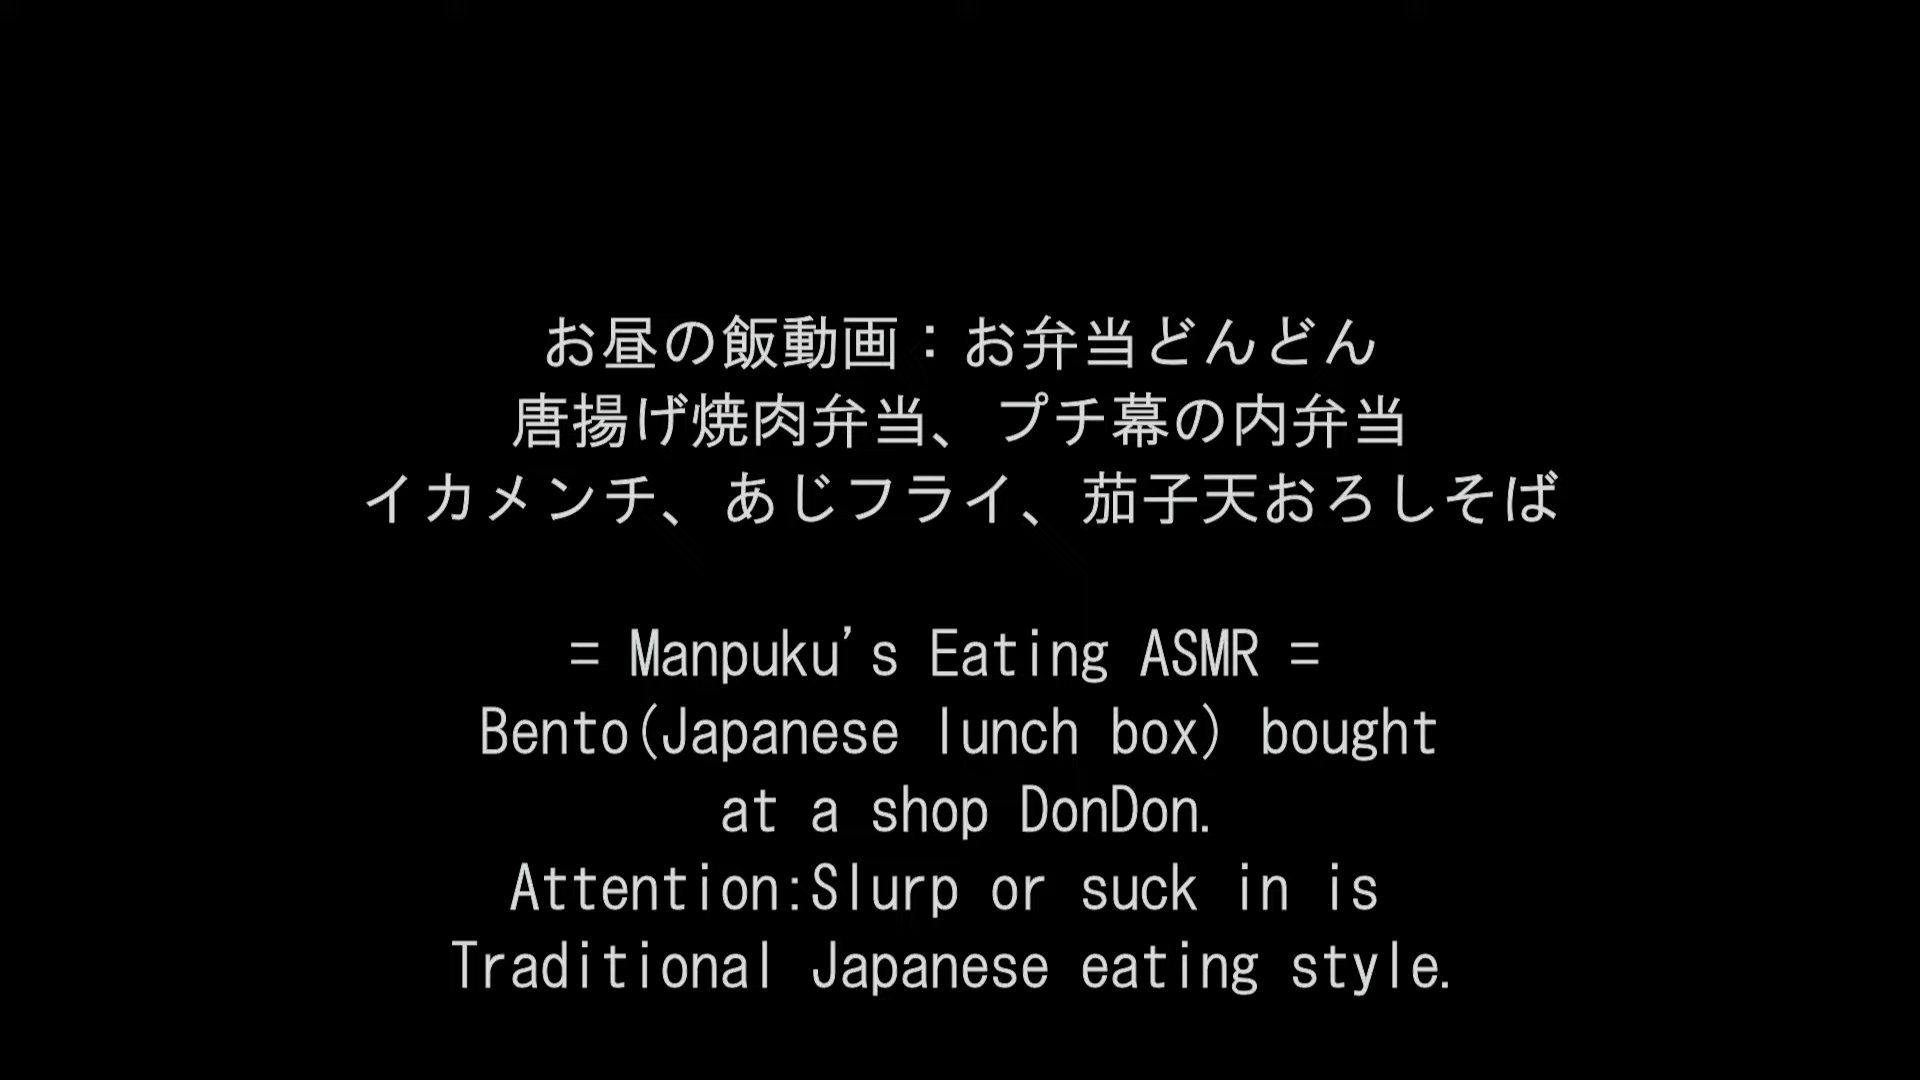 お昼の飯動画：お弁当どんどん
唐揚げ焼肉弁当、プチ幕の内弁当
イカメンチ、あじフライ、茄子天おろしそば
= Manpuku's Eating ASMR =
Bento(Japanese lunch box) bought
at a shop DonDon.
Attention:Slurp or suck in is
Traditional Japanese eating style.